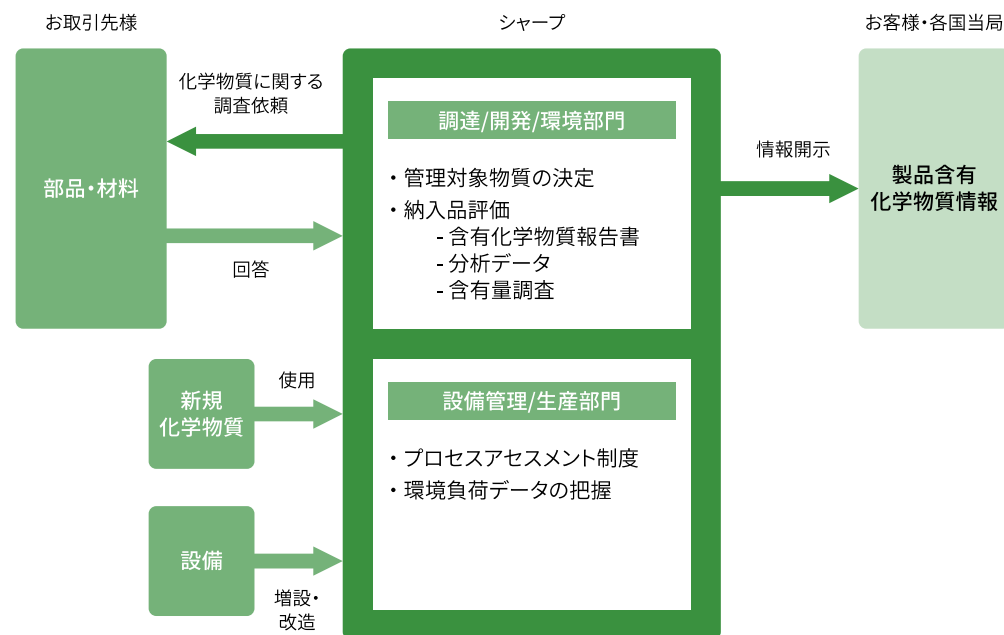 お取引先様
シャープ
お客様・各国当局
化学物質に関する
調査依頼
部品・材料
回答
調達/開発/環境部門
・管理対象物質の決定
・納入品評価
- 含有化学物質報告書
- 分析データ
- 含有量調査
情報開示
製品含有
化学物質情報
新規
化学物質
使用
設備管理/生産部門
・プロセスアセスメント制度
・環境負荷データの把握
設備
増設・
改造